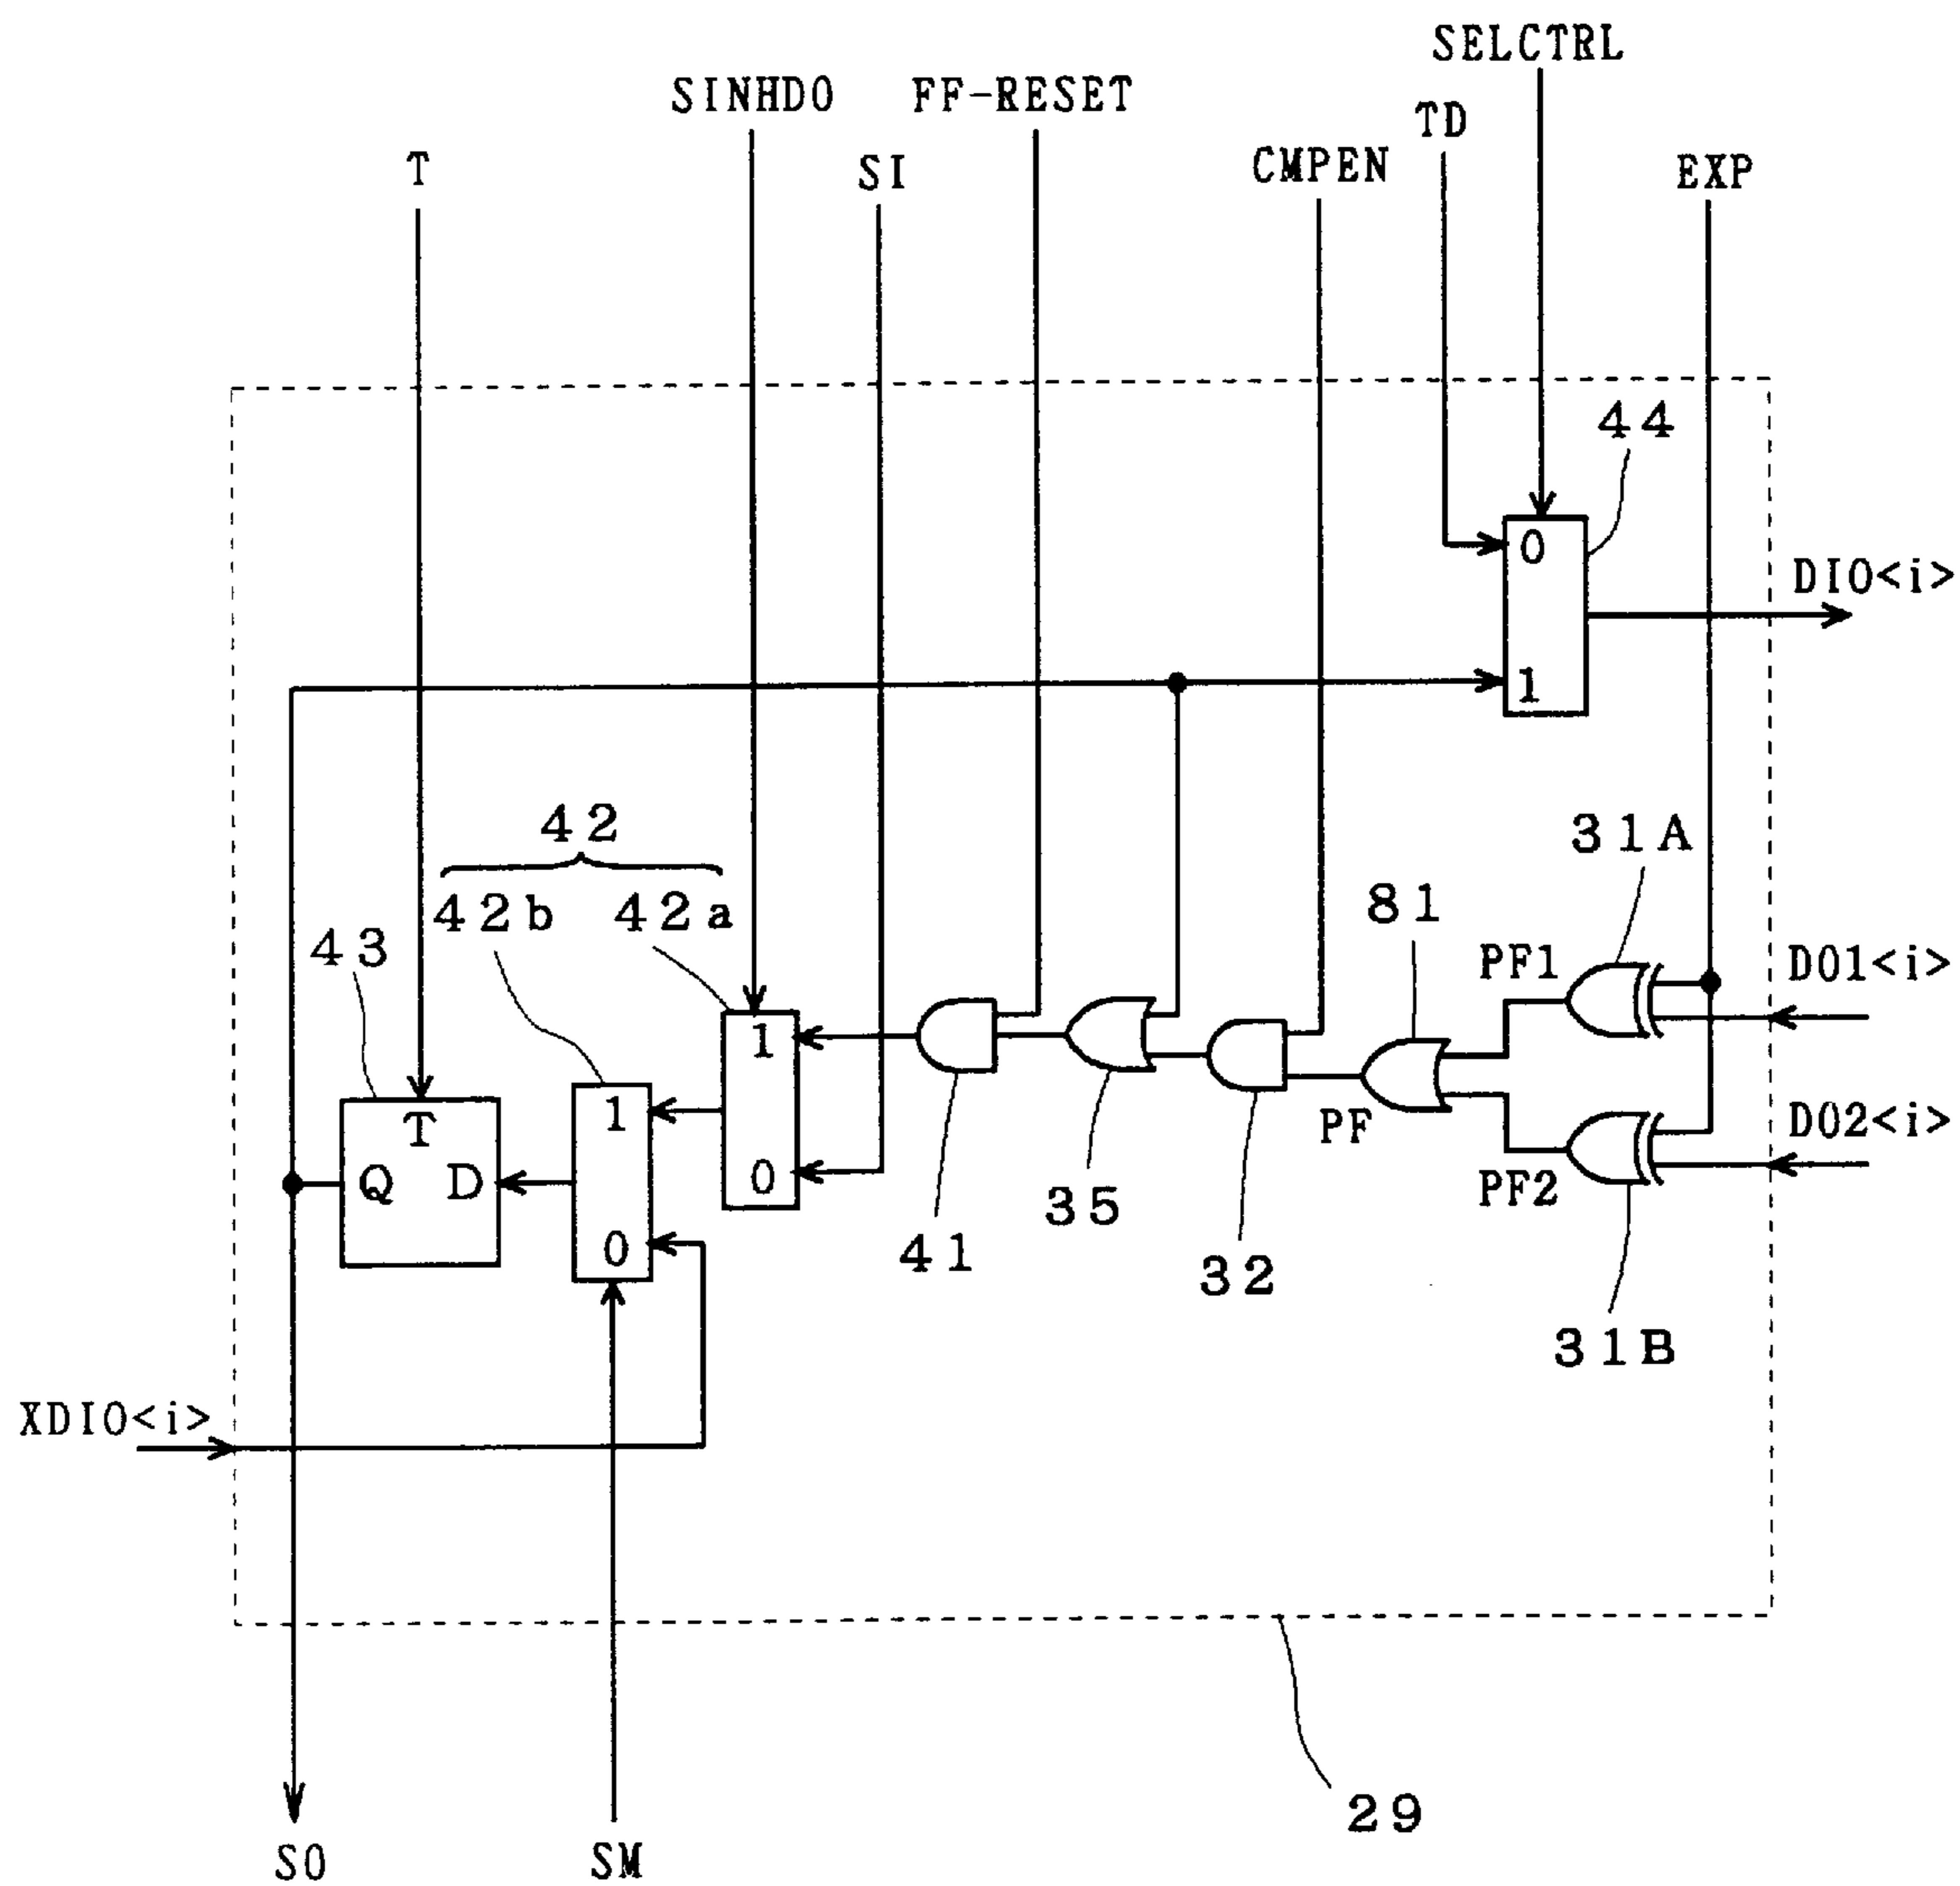 SELCTRL
SINHDO FF-RESET
TD
T SI CMPEN EXP
44
0
DIO<i>
1
42
31A
42b 42a 81
43 PF1 DO1<i>
1
1
T PF DO2<i>
Q D 0
35 PF2
0 41 32
31B
XDIO<i>
29
SO SM